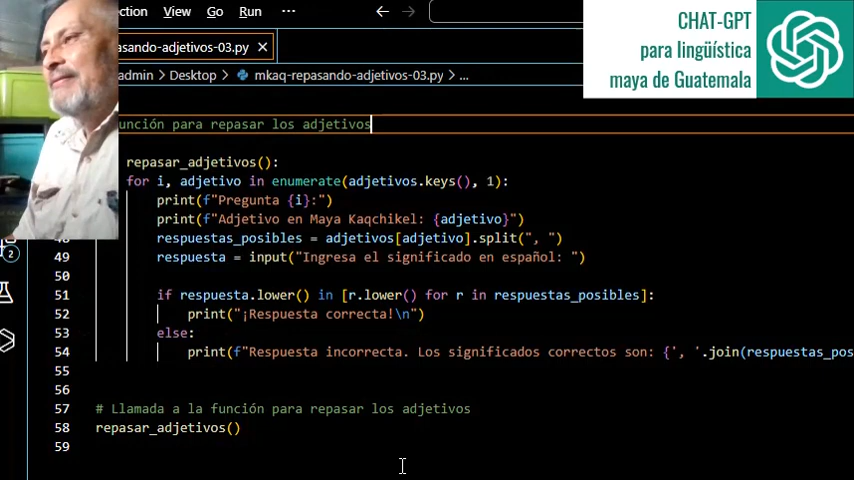 ction View Go Run ...
CHAT-GPT
para lingüística
maya de Guatemala
asando-adjetivos-03.py
admin > Desktop > mkaq-repasando-adjetivos-03.py > ...
unción para repasar los adjetivos
repasar_adjetivos():
for i, adjetivo in enumerate(adjetivos.keys(), 1):
print(f"Pregunta {i}:")
print(f"Adjetivo en Maya Kaqchikel: {adjetivo}")
48 respuestas_posibles = adjetivos[adjetivo].split(", ")
49 respuesta = input("Ingresa el significado en español: ")
50
51 if respuesta.lower() in [r.lower() for r in respuestas_posibles]:
52 print("¡Respuesta correcta!\n")
53 else:
54 print(f"Respuesta incorrecta. Los significados correctos son: {', '.join(respuestas_pos
55
56
57 # Llamada a la función para repasar los adjetivos
58 repasar_adjetivos()
59
2